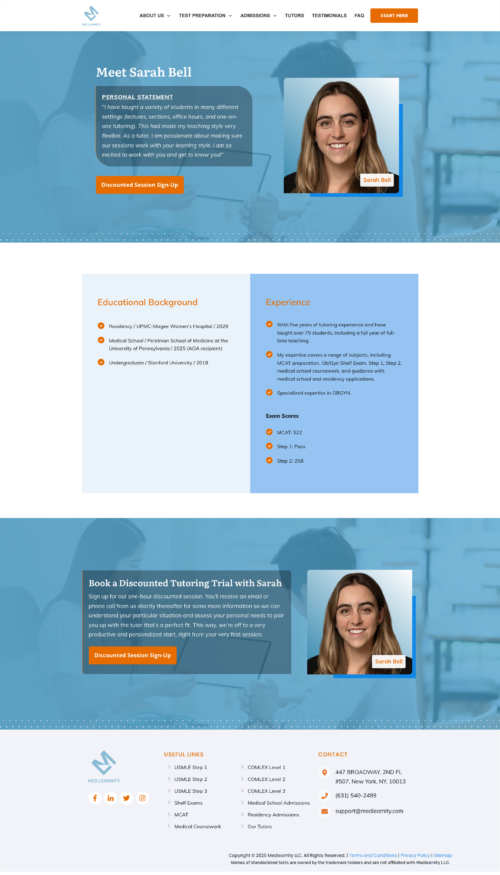 MEDLEARNITY
ABOUT US
TEST PREPARATION
ADMISSIONS
TUTORS
TESTIMONIALS
FAQ
START HERE
Meet Sarah Bell
PERSONAL STATEMENT
"I have taught a variety of students in many different
settings (lectures, sections, office hours, and one-on-
one tutoring). This had made my teaching style very
flexible. As a tutor, I am passionate about making sure
our sessions work with your learning style. I am so
excited to work with you and get to know you!"
Discounted Session Sign-Up
Sarah Bell
Educational Background
Residency / UPMC-Magee Women's Hospital / 2029
Medical School / Perelman School of Medicine at the
University of Pennsylvania / 2025 (AOA recipient)
Undergraduate / Stanford University / 2018
Experience
With five years of tutoring experience and have
taught over 75 students, including a full year of full-
time teaching.
My expertise covers a range of subjects, including
MCAT preparation, Ob/Gyn Shelf Exam, Step 1, Step 2,
medical school coursework, and guidance with
medical school and residency applications.
Specialized expertise in OBGYN.
Exam Scores
MCAT: 523
Step 1: Pass
Step 2: 258
Book a Discounted Tutoring Trial with Sarah
Sign up for our one-hour discounted session. You'll receive an email or
phone call from us shortly thereafter for some more information so we can
understand your particular situation and assess your personal needs to pair
you up with the tutor that's a perfect fit. This way, we're off to a very
productive and personalized start, right from your very first session.
Discounted Session Sign-Up
Sarah Bell
MEDLEARNITY
USEFUL LINKS
USMLE Step 1
USMLE Step 2
USMLE Step 3
Shelf Exams
MCAT
Medical Coursework
COMLEX Level 1
COMLEX Level 2
COMLEX Level 3
Medical School Admissions
Residency Admissions
Our Tutors
CONTACT
447 BROADWAY, 2ND FL
#507, New York, NY, 10013
(631) 540-2499
support@medlearnity.com
Copyright © 2025 Medlearnity LLC. All Rights Reserved. | Terms and Conditions | Privacy Policy | Sitemap
Names of standardized tests are owned by the trademark holders and are not affiliated with Medlearnity LLC.